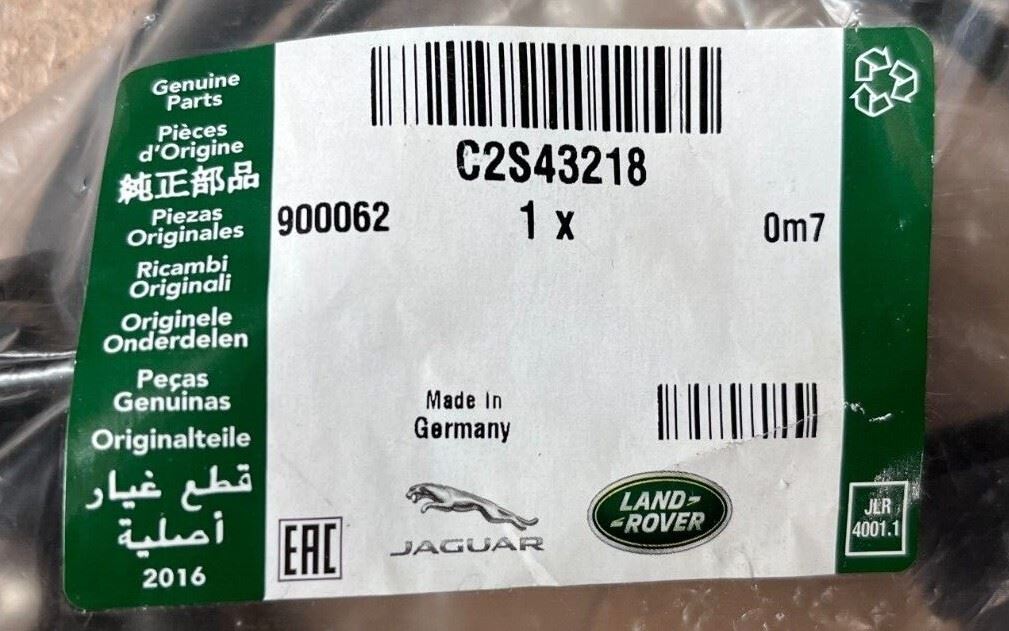 Genuine
Parts
Pièces
d'Origine
純正部品
Piezas
Originales
Ricambi
Originali
Originele
Onderdelen
Peças
Genuinas
Originalteile
قطع غيار
أصلية
2016
C2S43218
900062
1 x
0m7
Made In
Germany
EAC
JAGUAR
LAND-
-ROVER
JLR
4001.1